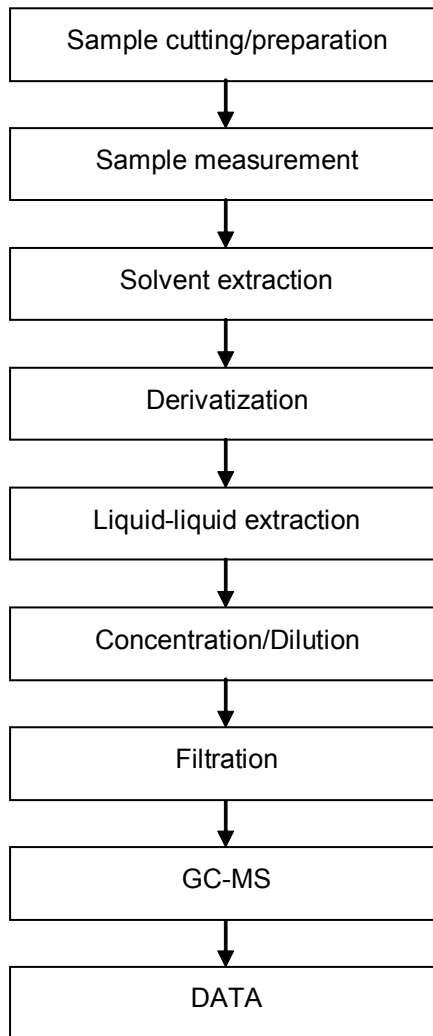 Sample cutting/preparation
Sample measurement
Solvent extraction
Derivatization
Liquid-liquid extraction
Concentration/Dilution
Filtration
GC-MS
DATA